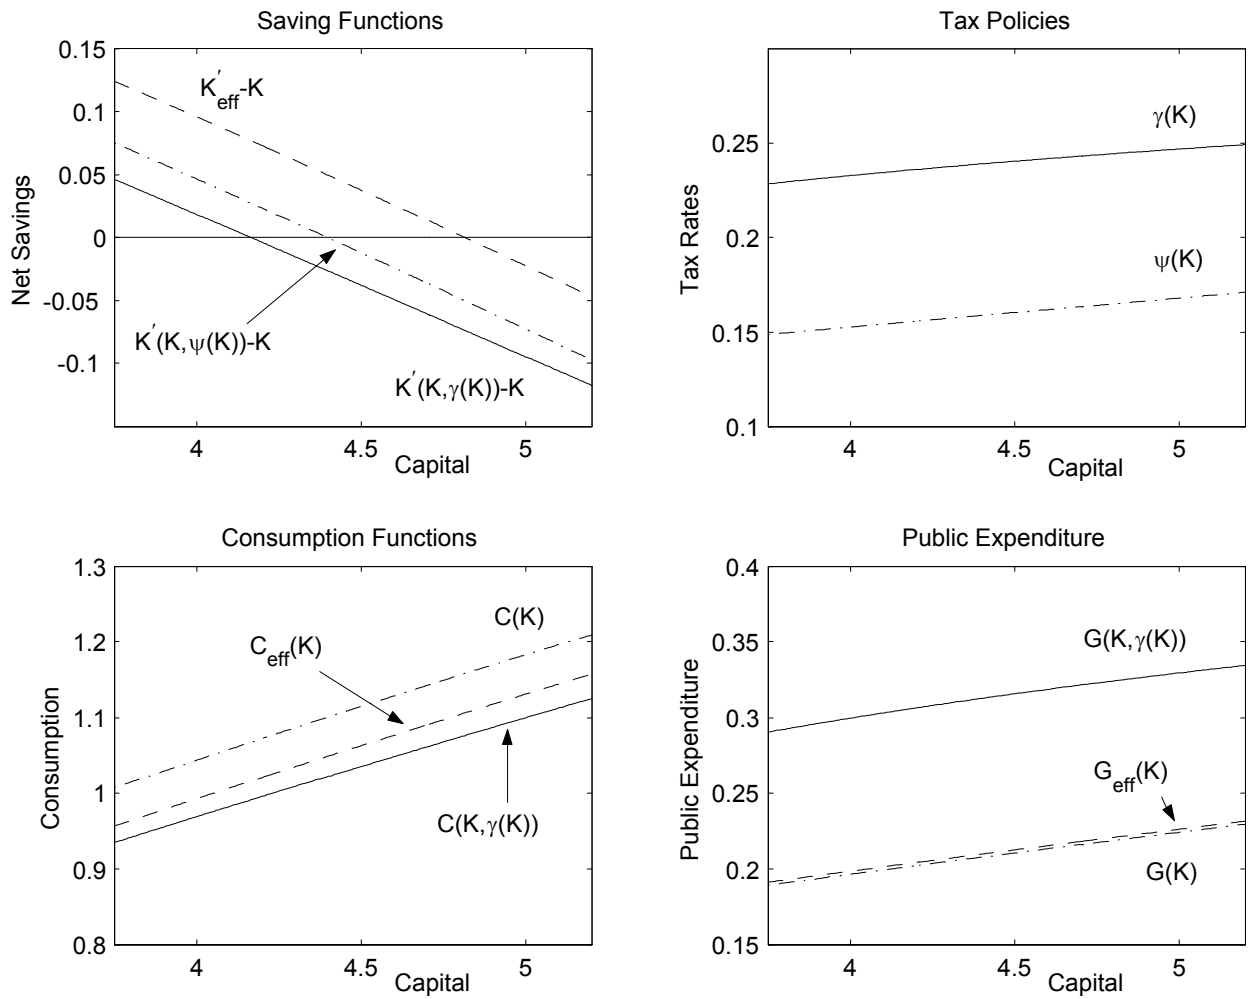 Saving Functions
0.15
0.1
0.05
0
-0.05
-0.1
Net Savings
K′eff-K
K′(K,ψ(K))-K
K′(K,γ(K))-K
4
4.5
5
Capital
Tax Policies
0.25
0.2
0.15
0.1
Tax Rates
γ(K)
ψ(K)
4
4.5
5
Capital
Consumption Functions
1.3
1.2
1.1
1
0.9
0.8
Consumption
C(K)
Ceff(K)
C(K,γ(K))
4
4.5
5
Capital
Public Expenditure
0.4
0.35
0.3
0.25
0.2
0.15
Public Expenditure
G(K,γ(K))
Geff(K)
G(K)
4
4.5
5
Capital